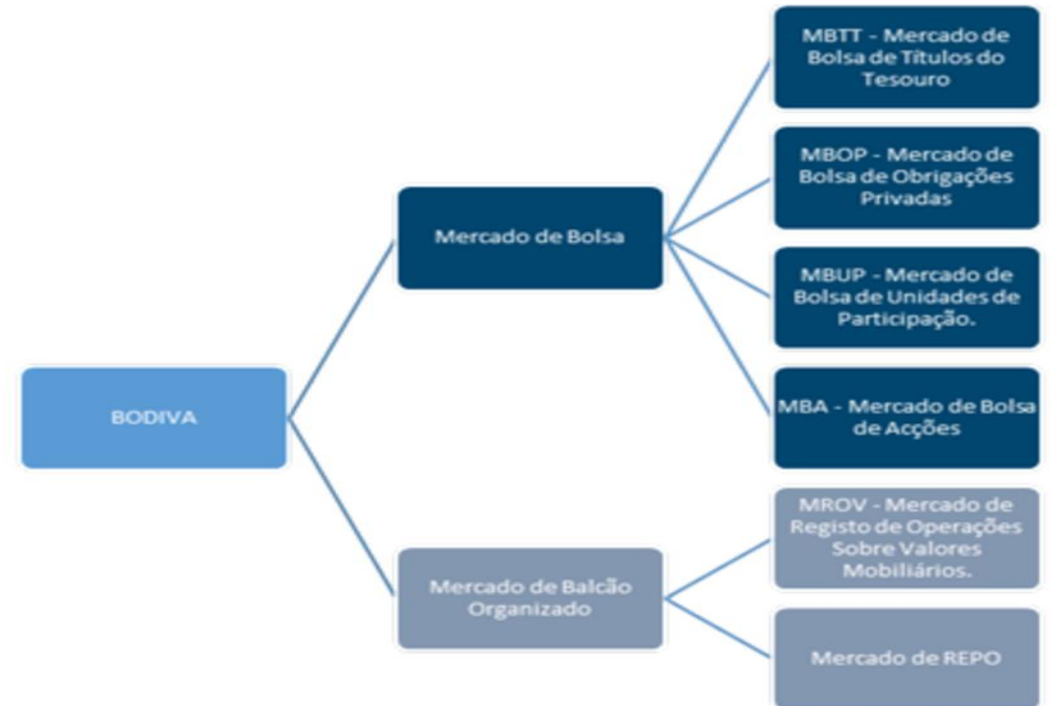 MBTT - Mercado de
Bolsa de Títulos do
Tesouro
MBOP - Mercado de
Bolsa de Obrigações
Privadas
Mercado de Bolsa
MBUP - Mercado de
Bolsa de Unidades de
Participação.
BODIVA
MBA - Mercado de Bolsa
de Acções
MROV - Mercado de
Registo de Operações
Sobre Valores
Mobiliários.
Mercado de Balcão
Organizado
Mercado de REPO